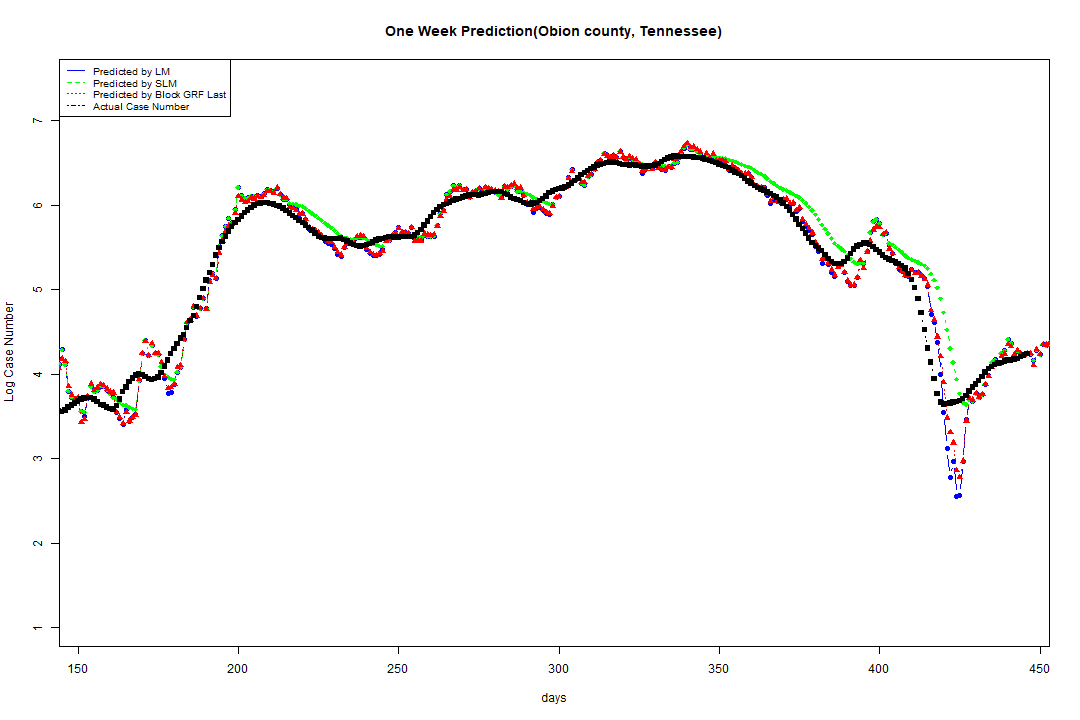 One Week Prediction(Obion county, Tennessee)
Predicted by LM
Predicted by SLM
Predicted by Block GRF Last
Actual Case Number
7
6
5
4
3
2
1
Log Case Number
150 200 250 300 350 400 450
days